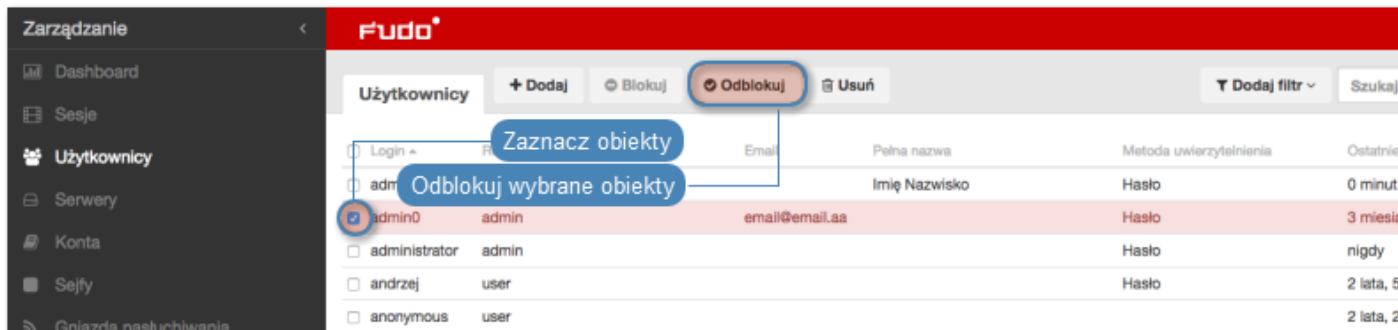 Zarządzanie
Fudo
Dashboard
Sesje
Użytkownicy
Serwery
Konta
Sejfy
Gniazda nasłuchiwania
Użytkownicy + Dodaj Blokuj Odblokuj Usuń Dodaj filtr Szukaj
Zaznacz obiekty
Odblokuj wybrane obiekty
Login Email Pełna nazwa Metoda uwierzytelnienia Ostatnie
Imię Nazwisko Hasło 0 minut
admin0 admin email@email.aa Hasło 3 miesią
administrator admin Hasło nigdy
andrzej user Hasło 2 lata, 5
anonymous user 2 lata, 2